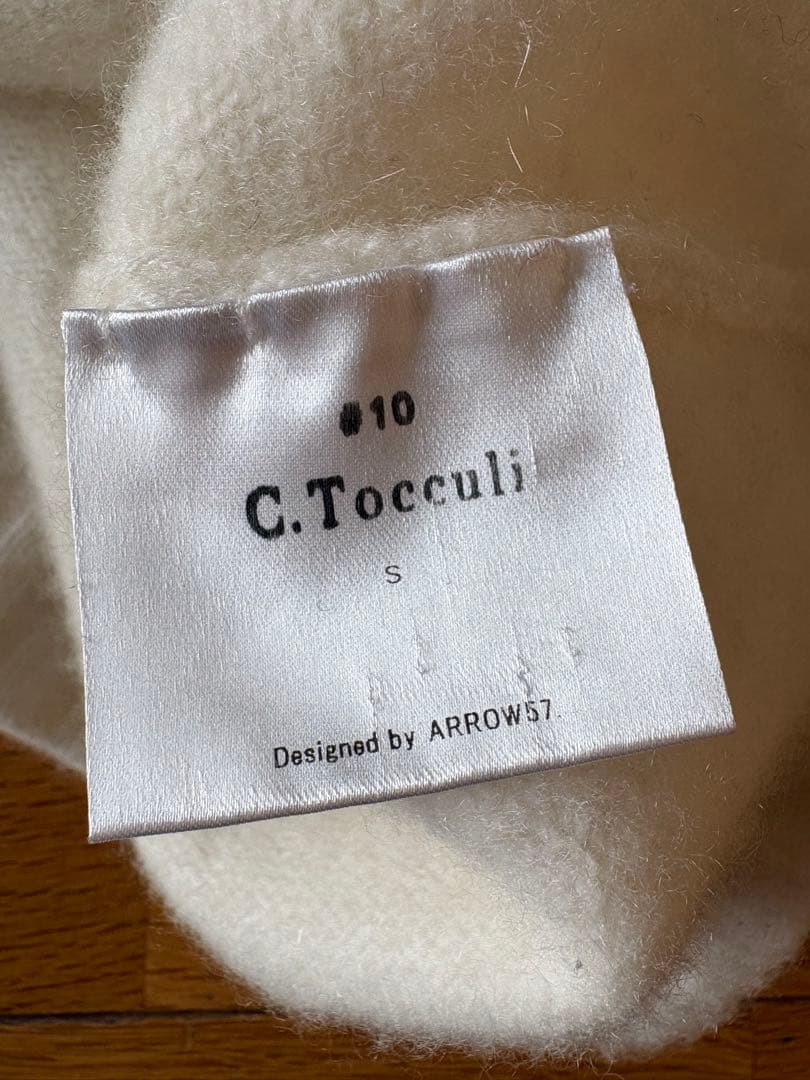 #10
C.Tocculi
S
Designed by ARROW57.